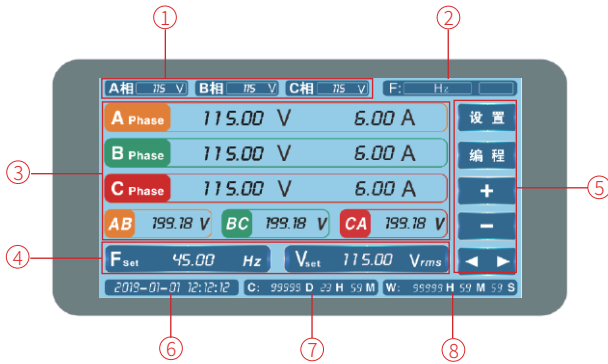 ① ②
A相 115 V B相 115 V C相 115 V F: Hz
A Phase 115.00 V 6.00 A
设置
B Phase 115.00 V 6.00 A
编程
③ C Phase 115.00 V 6.00 A
+
⑤
AB 199.18 V BC 199.18 V CA 199.18 V
−
④ Fset 45.00 Hz Vset 115.00 Vrms
◀ ▶
2019-01-01 12:12:12 C: 99999 D 23 H 59 M W: 99999 H 59 M 59 S
⑥ ⑦ ⑧